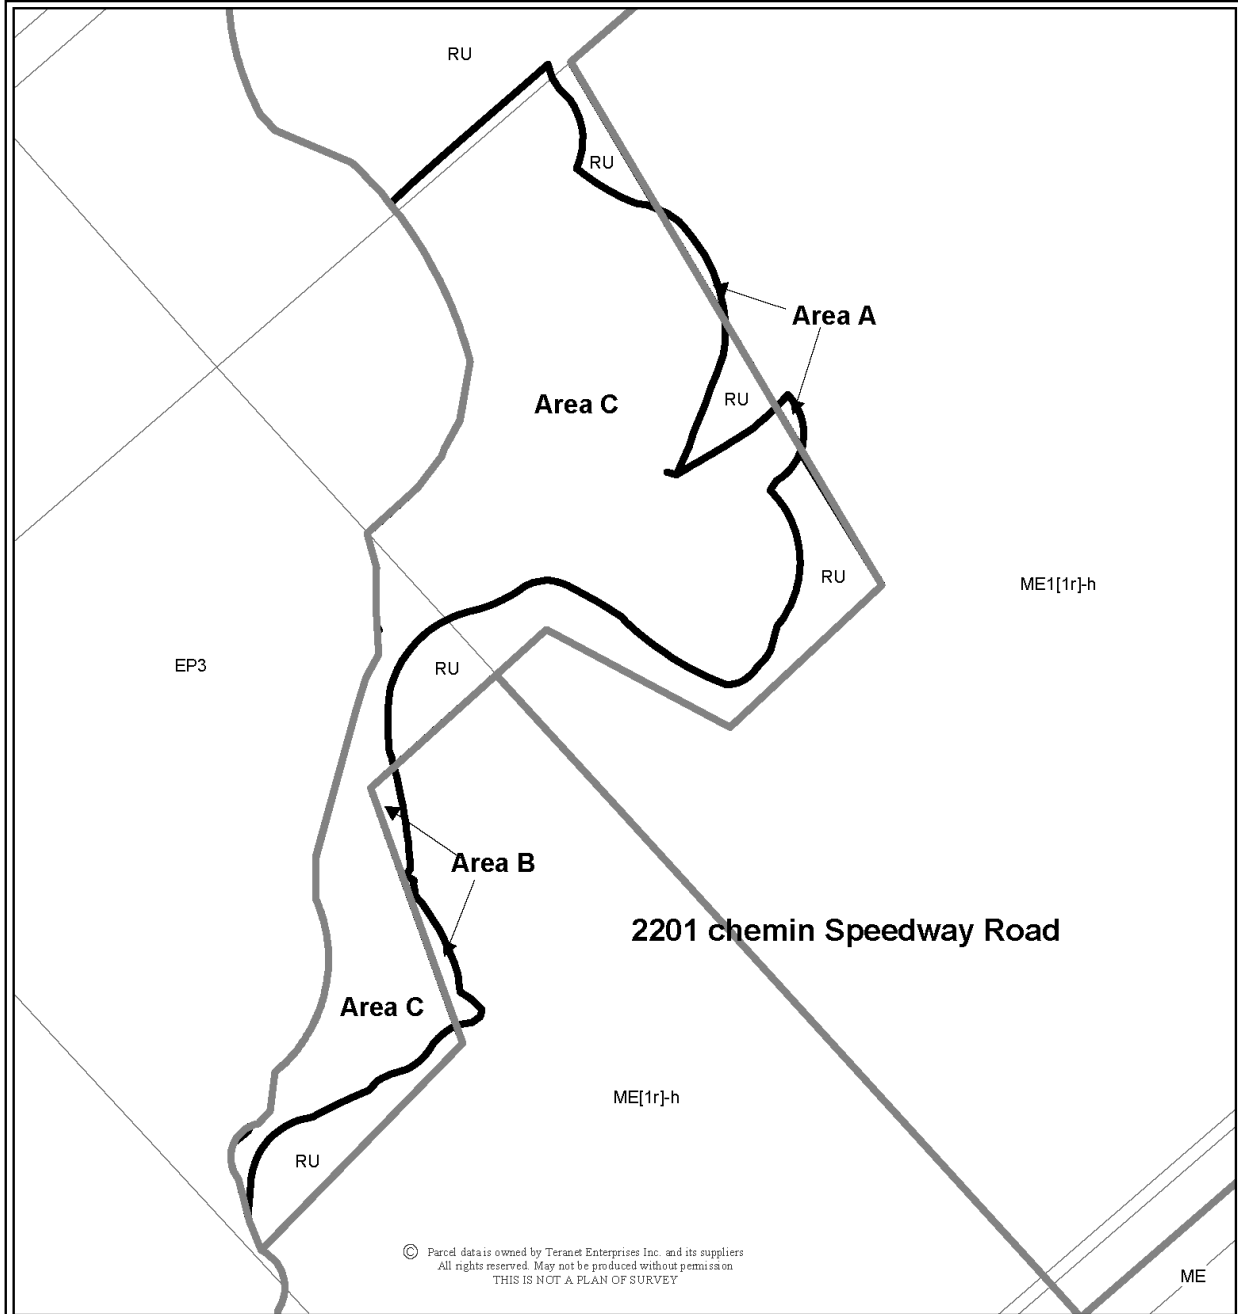 RU
RU
Area A
RU
Area C
RU
ME1[1r]-h
EP3
RU
Area B
2201 chemin Speedway Road
Area C
ME[1r]-h
RU
© Parcel data is owned by Teranet Enterprises Inc. and its suppliers
All rights reserved. May not be produced without permission
THIS IS NOT A PLAN OF SURVEY
ME